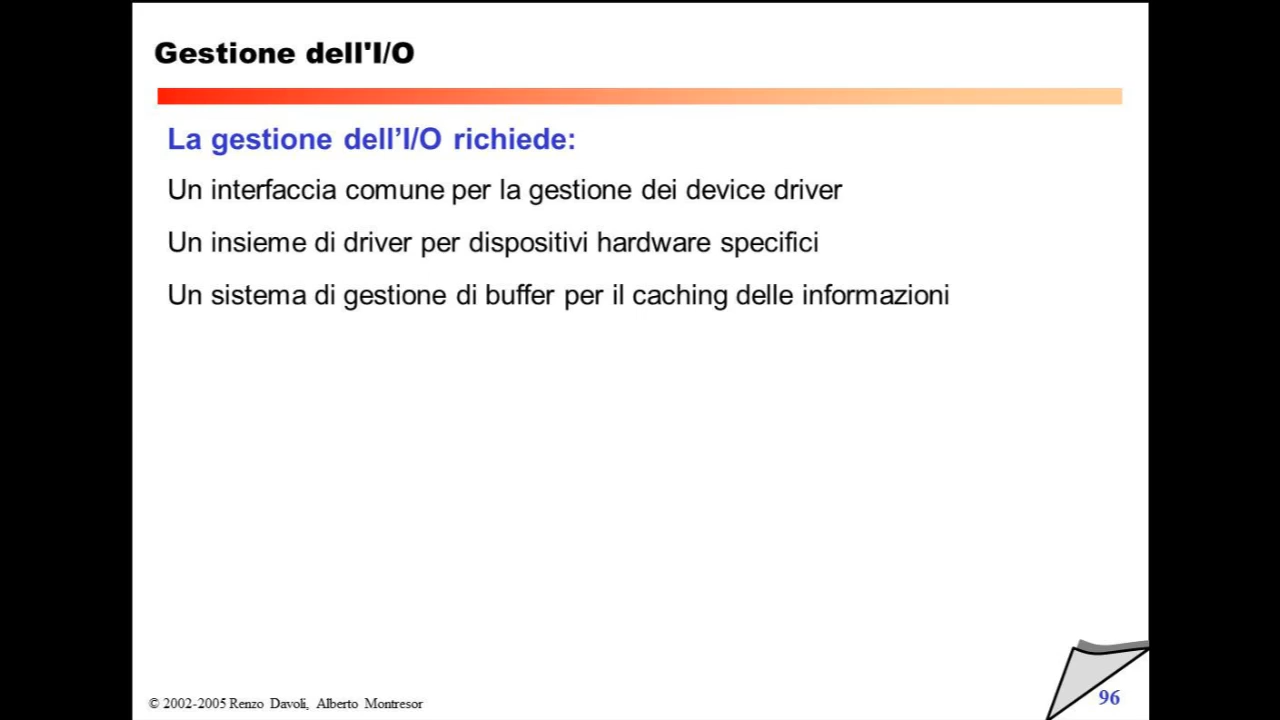 Gestione dell'I/O
La gestione dell’I/O richiede:
Un interfaccia comune per la gestione dei device driver
Un insieme di driver per dispositivi hardware specifici
Un sistema di gestione di buffer per il caching delle informazioni
© 2002-2005 Renzo Davoli, Alberto Montresor
96